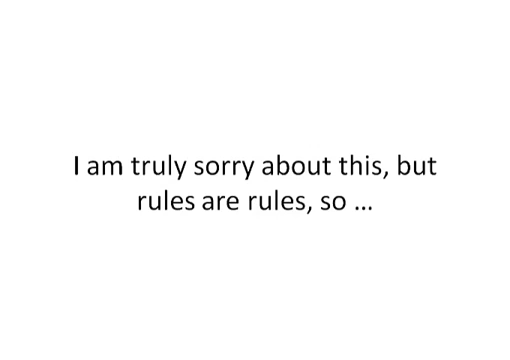 I am truly sorry about this, but
rules are rules, so …